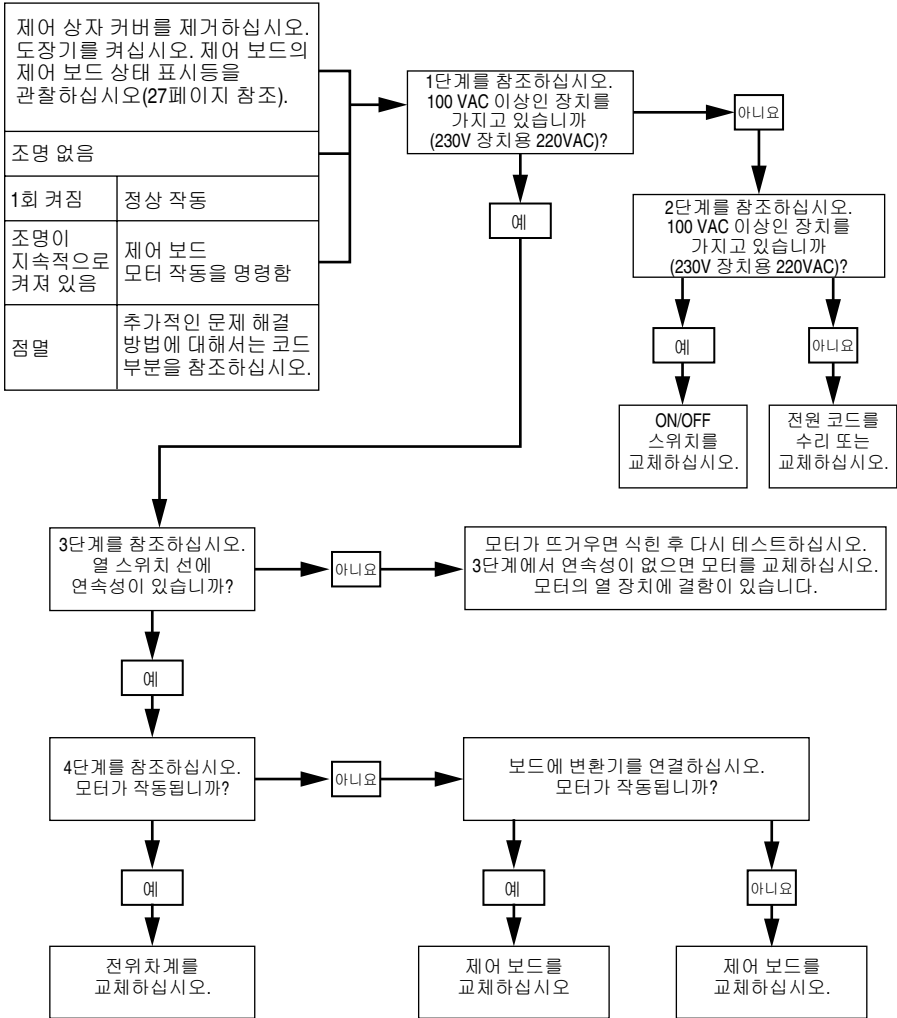 제어 상자 커버를 제거하십시오.
도장기를 켜십시오. 제어 보드의
제어 보드 상태 표시등을
관찰하십시오(27페이지 참조).
조명 없음
1회 켜짐
정상 작동
조명이
지속적으로
켜져 있음
제어 보드
모터 작동을 명령함
점멸
추가적인 문제 해결
방법에 대해서는 코드
부분을 참조하십시오.
1단계를 참조하십시오.
100 VAC 이상인 장치를
가지고 있습니까
(230V 장치용 220VAC)?
아니요
예
2단계를 참조하십시오.
100 VAC 이상인 장치를
가지고 있습니까
(230V 장치용 220VAC)?
예
아니요
ON/OFF
스위치를
교체하십시오.
전원 코드를
수리 또는
교체하십시오.
3단계를 참조하십시오.
열 스위치 선에
연속성이 있습니까?
아니요
모터가 뜨거우면 식힌 후 다시 테스트하십시오.
3단계에서 연속성이 없으면 모터를 교체하십시오.
모터의 열 장치에 결함이 있습니다.
예
4단계를 참조하십시오.
모터가 작동됩니까?
아니요
보드에 변환기를 연결하십시오.
모터가 작동됩니까?
예
예
아니요
전위차계를
교체하십시오.
제어 보드를
교체하십시오
제어 보드를
교체하십시오.